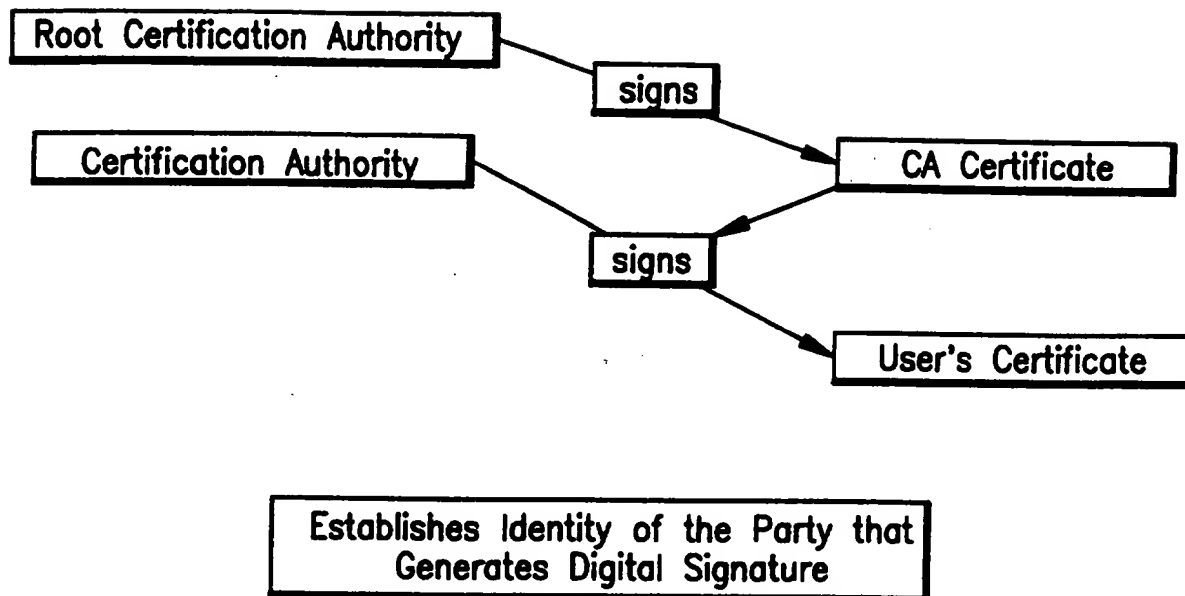 Root Certification Authority
signs
Certification Authority
CA Certificate
signs
User's Certificate
Establishes Identity of the Party that
Generates Digital Signature